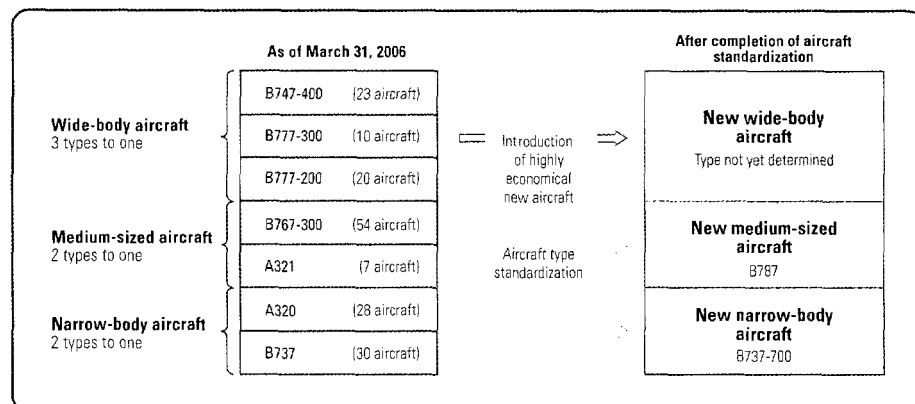 As of March 31, 2006
After completion of aircraft
standardization
Wide-body aircraft
3 types to one
B747-400 (23 aircraft)
B777-300 (10 aircraft)
B777-200 (20 aircraft)
Medium-sized aircraft
2 types to one
B767-300 (54 aircraft)
A321 (7 aircraft)
Narrow-body aircraft
2 types to one
A320 (28 aircraft)
B737 (30 aircraft)
Introduction
of highly
economical
new aircraft
Aircraft type
standardization
New wide-body
aircraft
Type not yet determined
New medium-sized
aircraft
B787
New narrow-body
aircraft
B737-700